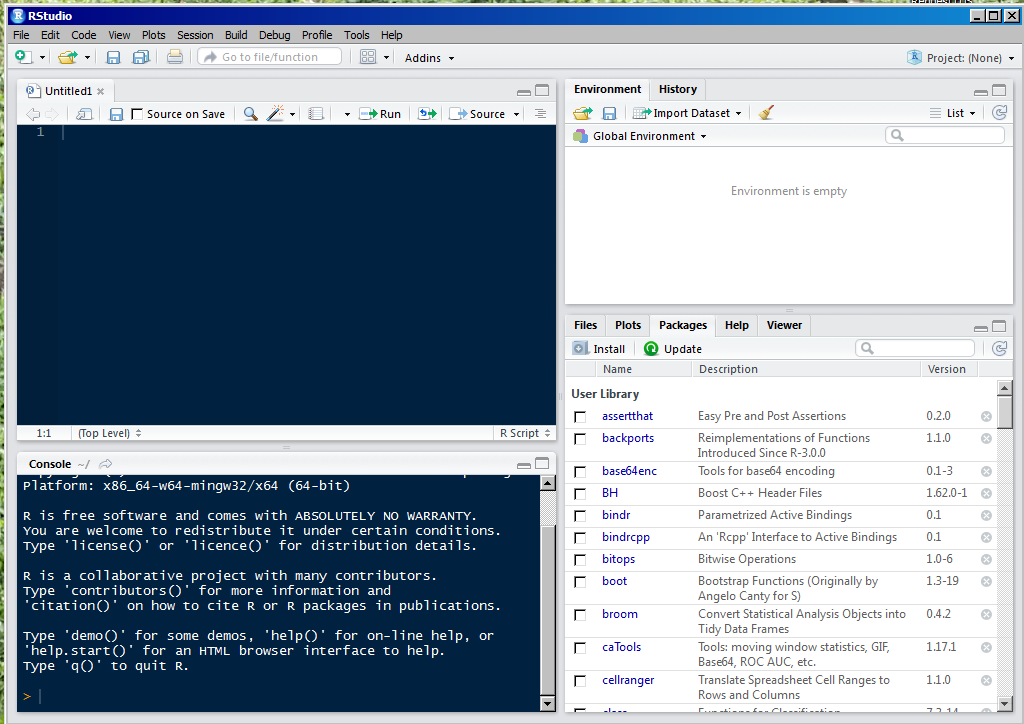 RStudio
File Edit Code View Plots Session Build Debug Profile Tools Help
Go to file/function Addins Project: (None)
Untitled1
Source on Save Run Source
1
1:1 (Top Level) R Script
Console ~/
Platform: x86_64-w64-mingw32/x64 (64-bit)
R is free software and comes with ABSOLUTELY NO WARRANTY.
You are welcome to redistribute it under certain conditions.
Type 'license()' or 'licence()' for distribution details.
R is a collaborative project with many contributors.
Type 'contributors()' for more information and
'citation()' on how to cite R or R packages in publications.
Type 'demo()' for some demos, 'help()' for on-line help, or
'help.start()' for an HTML browser interface to help.
Type 'q()' to quit R.
>
Environment History
Import Dataset List
Global Environment
Environment is empty
Files Plots Packages Help Viewer
Install Update
Name Description Version
User Library
assertthat Easy Pre and Post Assertions 0.2.0
backports Reimplementations of Functions 1.1.0
Introduced Since R-3.0.0
base64enc Tools for base64 encoding 0.1-3
BH Boost C++ Header Files 1.62.0-1
bindr Parametrized Active Bindings 0.1
bindrcpp An 'Rcpp' Interface to Active Bindings 0.1
bitops Bitwise Operations 1.0-6
boot Bootstrap Functions (Originally by 1.3-19
Angelo Canty for S)
broom Convert Statistical Analysis Objects into 0.4.2
Tidy Data Frames
caTools Tools: moving window statistics, GIF, 1.17.1
Base64, ROC AUC, etc.
cellranger Translate Spreadsheet Cell Ranges to 1.1.0
Rows and Columns